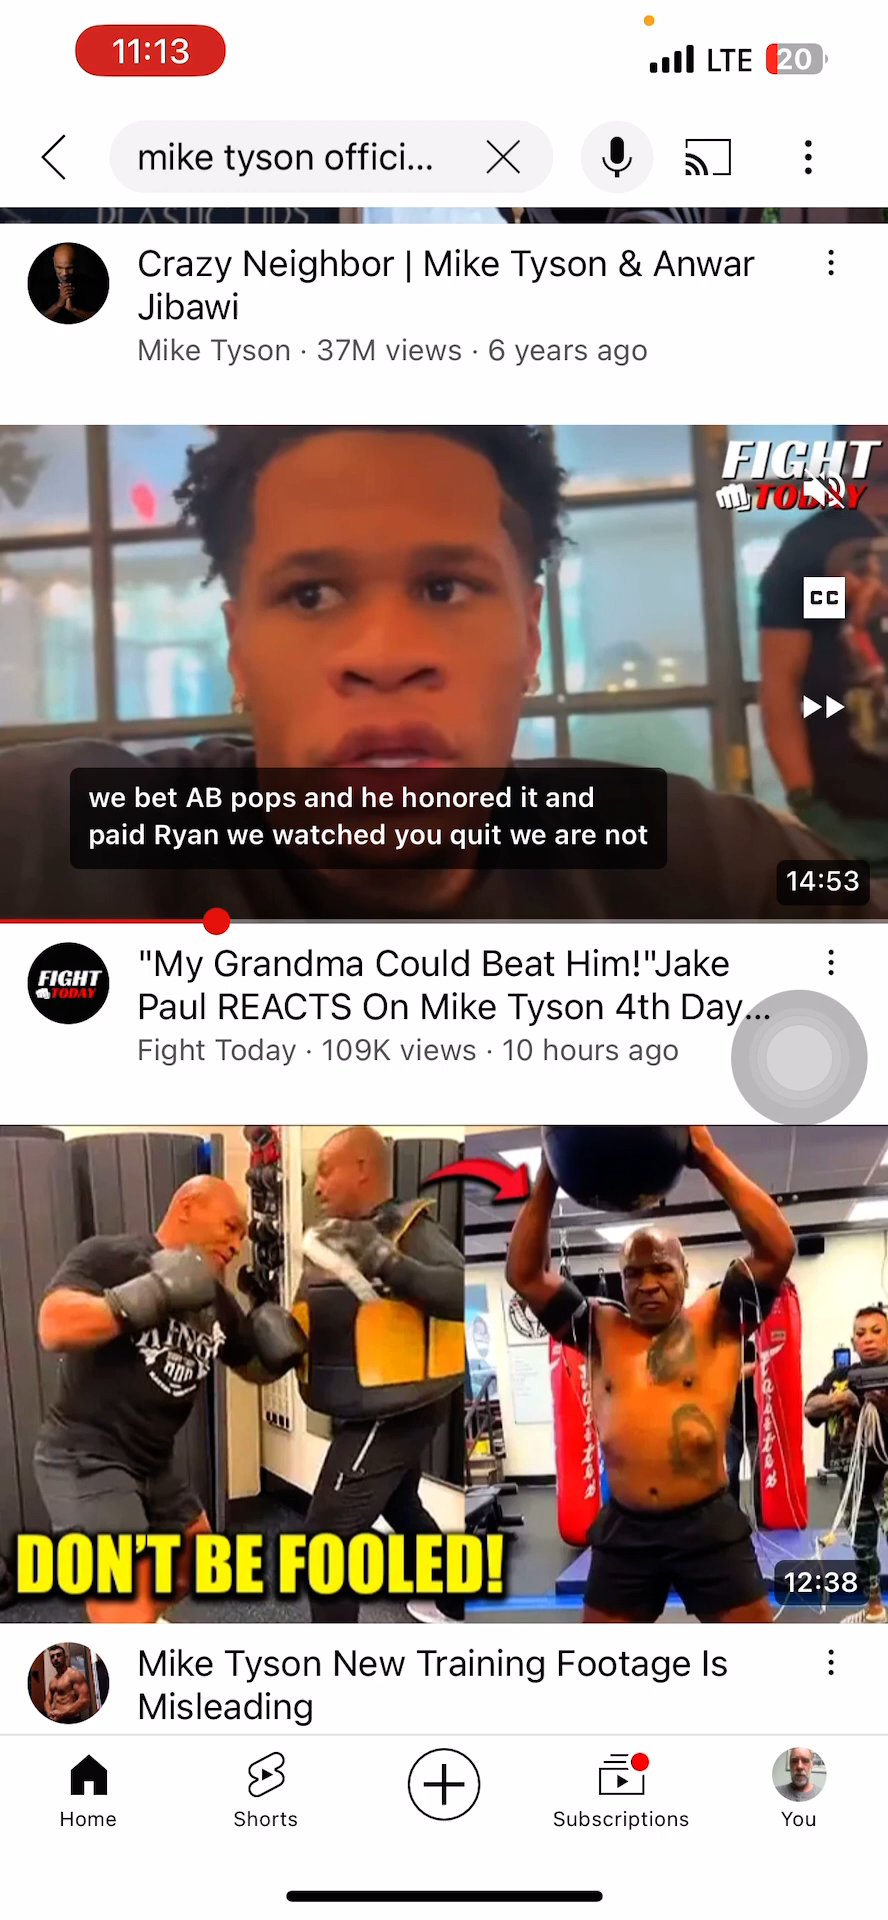 11:13
LTE 20
mike tyson offici...
PLASTIC LIDS
Crazy Neighbor | Mike Tyson & Anwar
Jibawi
Mike Tyson · 37M views · 6 years ago
FIGHT
TODAY
CC
we bet AB pops and he honored it and
paid Ryan we watched you quit we are not
14:53
FIGHT
TODAY
"My Grandma Could Beat Him!"Jake
Paul REACTS On Mike Tyson 4th Day...
Fight Today · 109K views · 10 hours ago
DON'T BE FOOLED!
12:38
Mike Tyson New Training Footage Is
Misleading
Home
Shorts
Subscriptions
You